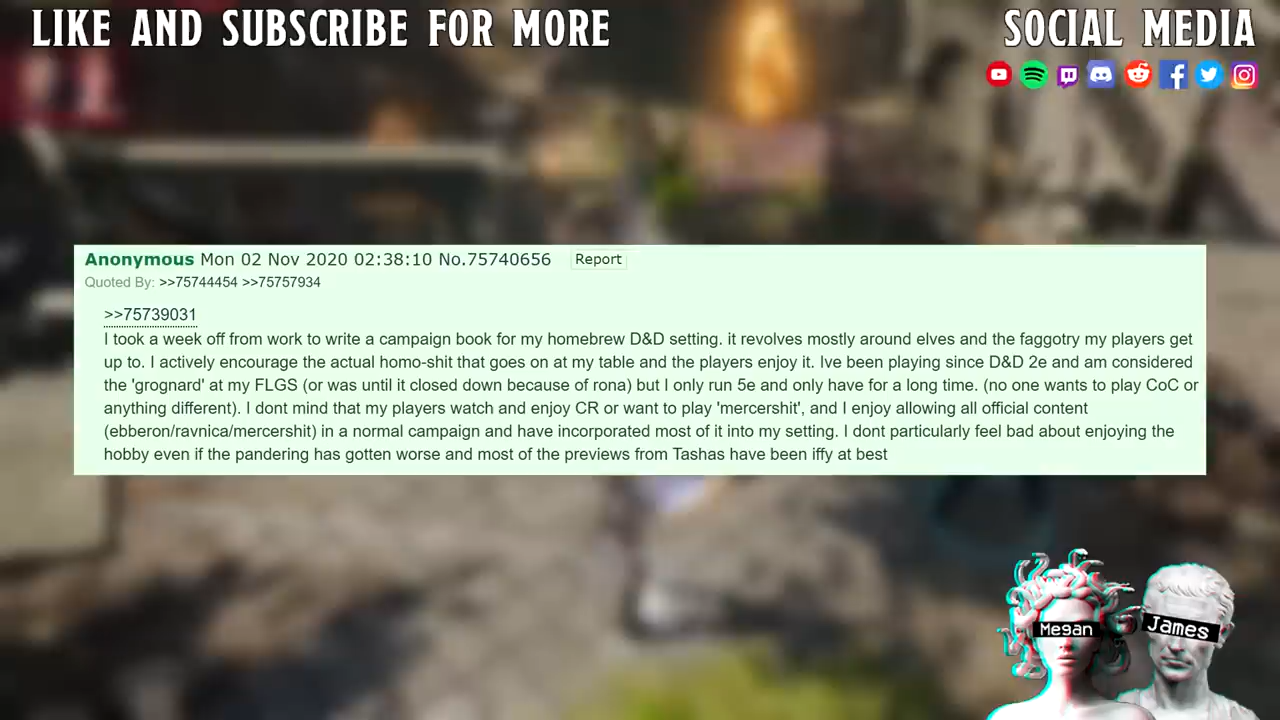 LIKE AND SUBSCRIBE FOR MORE
SOCIAL MEDIA
Anonymous Mon 02 Nov 2020 02:38:10 No.75740656 Report
Quoted By: >>75744454 >>75757934
>>75739031
I took a week off from work to write a campaign book for my homebrew D&D setting. it revolves mostly around elves and the faggotry my players get
up to. I actively encourage the actual homo-shit that goes on at my table and the players enjoy it. Ive been playing since D&D 2e and am considered
the 'grognard' at my FLGS (or was until it closed down because of rona) but I only run 5e and only have for a long time. (no one wants to play CoC or
anything different). I dont mind that my players watch and enjoy CR or want to play 'mercershit', and I enjoy allowing all official content
(ebberon/ravnica/mercershit) in a normal campaign and have incorporated most of it into my setting. I dont particularly feel bad about enjoying the
hobby even if the pandering has gotten worse and most of the previews from Tashas have been iffy at best
Megan
James